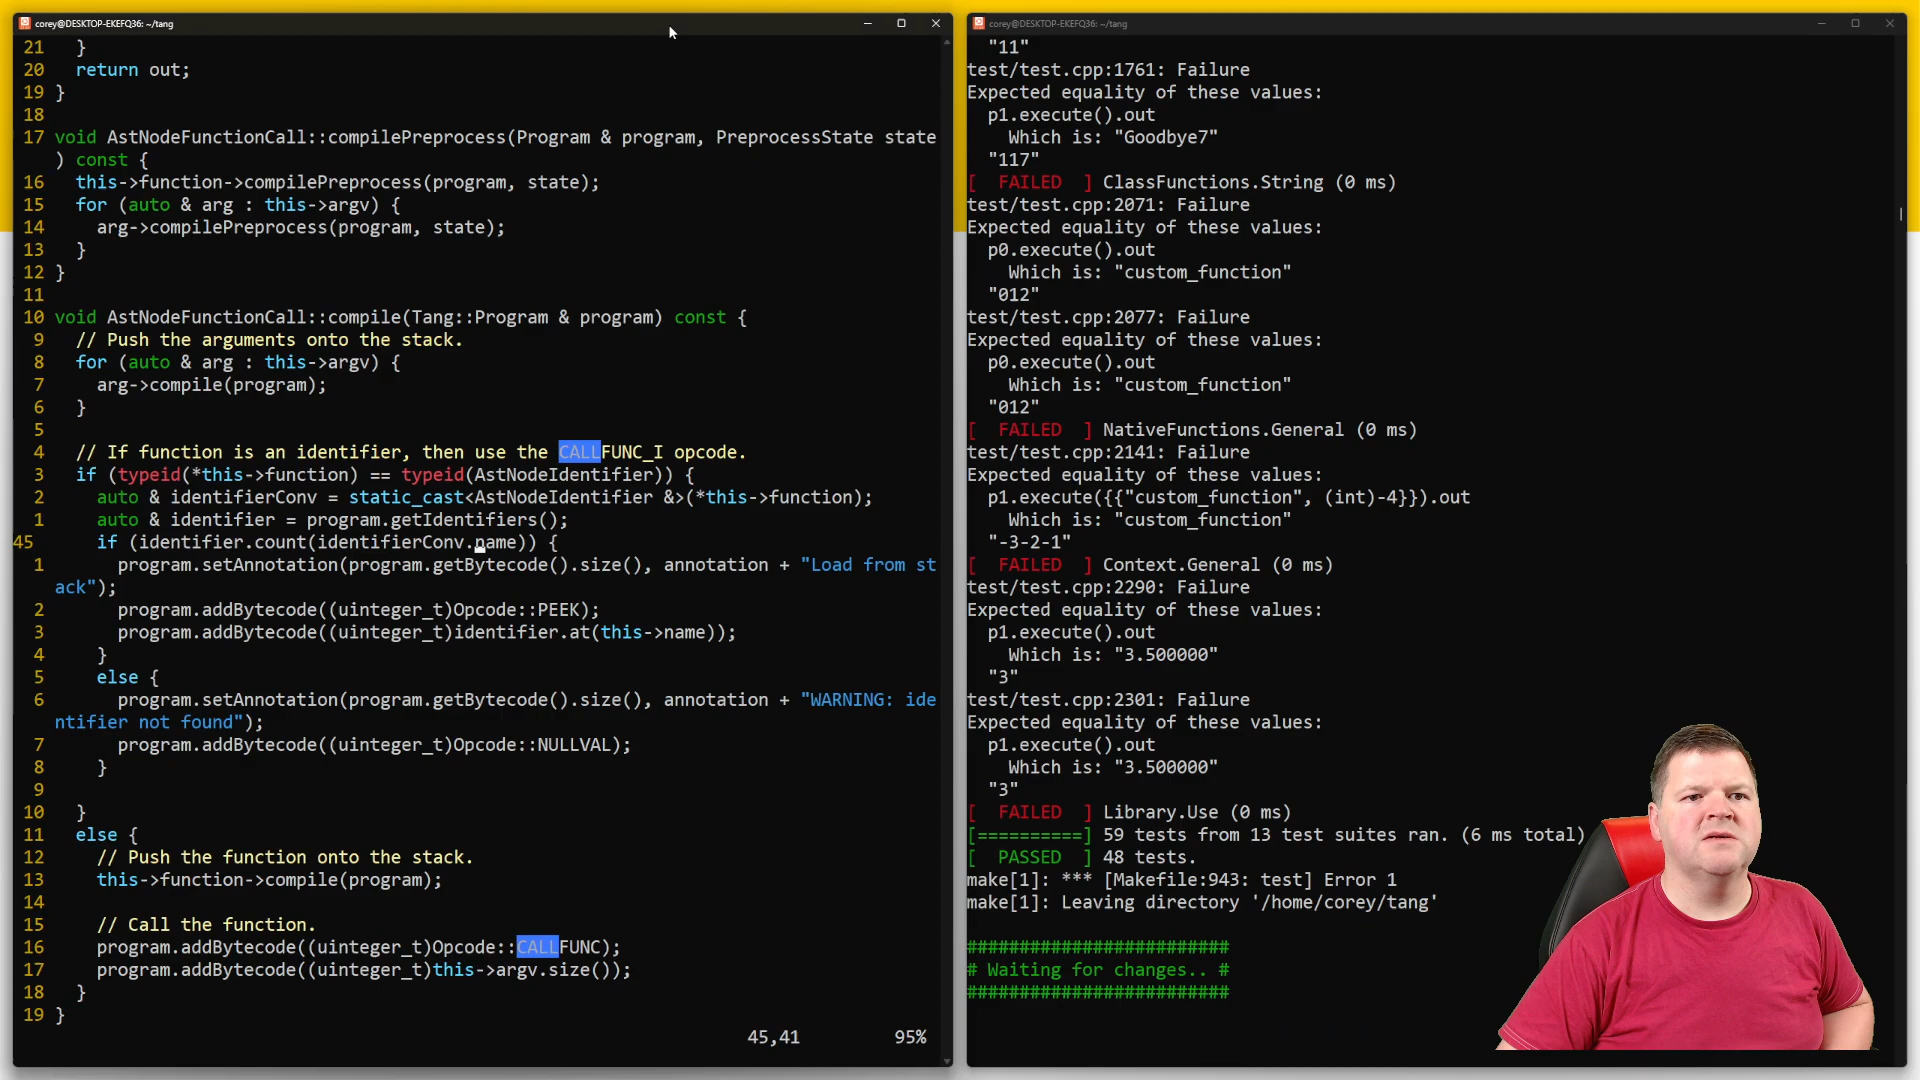 corey@DESKTOP-EKEFQ36: ~/tang
21   }
20   return out;
19 }
18
17 void AstNodeFunctionCall::compilePreprocess(Program & program, PreprocessState state
) const {
16   this->function->compilePreprocess(program, state);
15   for (auto & arg : this->argv) {
14     arg->compilePreprocess(program, state);
13   }
12 }
11
10 void AstNodeFunctionCall::compile(Tang::Program & program) const {
9   // Push the arguments onto the stack.
8   for (auto & arg : this->argv) {
7     arg->compile(program);
6   }
5
4   // If function is an identifier, then use the CALLFUNC_I opcode.
3   if (typeid(*this->function) == typeid(AstNodeIdentifier)) {
2     auto & identifierConv = static_cast<AstNodeIdentifier &>(*this->function);
1     auto & identifier = program.getIdentifiers();
45     if (identifier.count(identifierConv.name)) {
1       program.setAnnotation(program.getBytecode().size(), annotation + "Load from st
ack");
2       program.addBytecode((uinteger_t)Opcode::PEEK);
3       program.addBytecode((uinteger_t)identifier.at(this->name));
4     }
5     else {
6       program.setAnnotation(program.getBytecode().size(), annotation + "WARNING: ide
ntifier not found");
7       program.addBytecode((uinteger_t)Opcode::NULLVAL);
8     }
9
10   }
11   else {
12     // Push the function onto the stack.
13     this->function->compile(program);
14
15     // Call the function.
16     program.addBytecode((uinteger_t)Opcode::CALLFUNC);
17     program.addBytecode((uinteger_t)this->argv.size());
18   }
19 }
45,41 95%
corey@DESKTOP-EKEFQ36: ~/tang
"11"
test/test.cpp:1761: Failure
Expected equality of these values:
p1.execute().out
Which is: "Goodbye7"
"117"
[  FAILED  ] ClassFunctions.String (0 ms)
test/test.cpp:2071: Failure
Expected equality of these values:
p0.execute().out
Which is: "custom_function"
"012"
test/test.cpp:2077: Failure
Expected equality of these values:
p0.execute().out
Which is: "custom_function"
"012"
[  FAILED  ] NativeFunctions.General (0 ms)
test/test.cpp:2141: Failure
Expected equality of these values:
p1.execute({{"custom_function", (int)-4}}).out
Which is: "custom_function"
"-3-2-1"
[  FAILED  ] Context.General (0 ms)
test/test.cpp:2290: Failure
Expected equality of these values:
p1.execute().out
Which is: "3.500000"
"3"
test/test.cpp:2301: Failure
Expected equality of these values:
p1.execute().out
Which is: "3.500000"
"3"
[  FAILED  ] Library.Use (0 ms)
[==========] 59 tests from 13 test suites ran. (6 ms total)
[  PASSED  ] 48 tests.
make[1]: *** [Makefile:943: test] Error 1
make[1]: Leaving directory '/home/corey/tang'
#########################
# Waiting for changes.. #
#########################